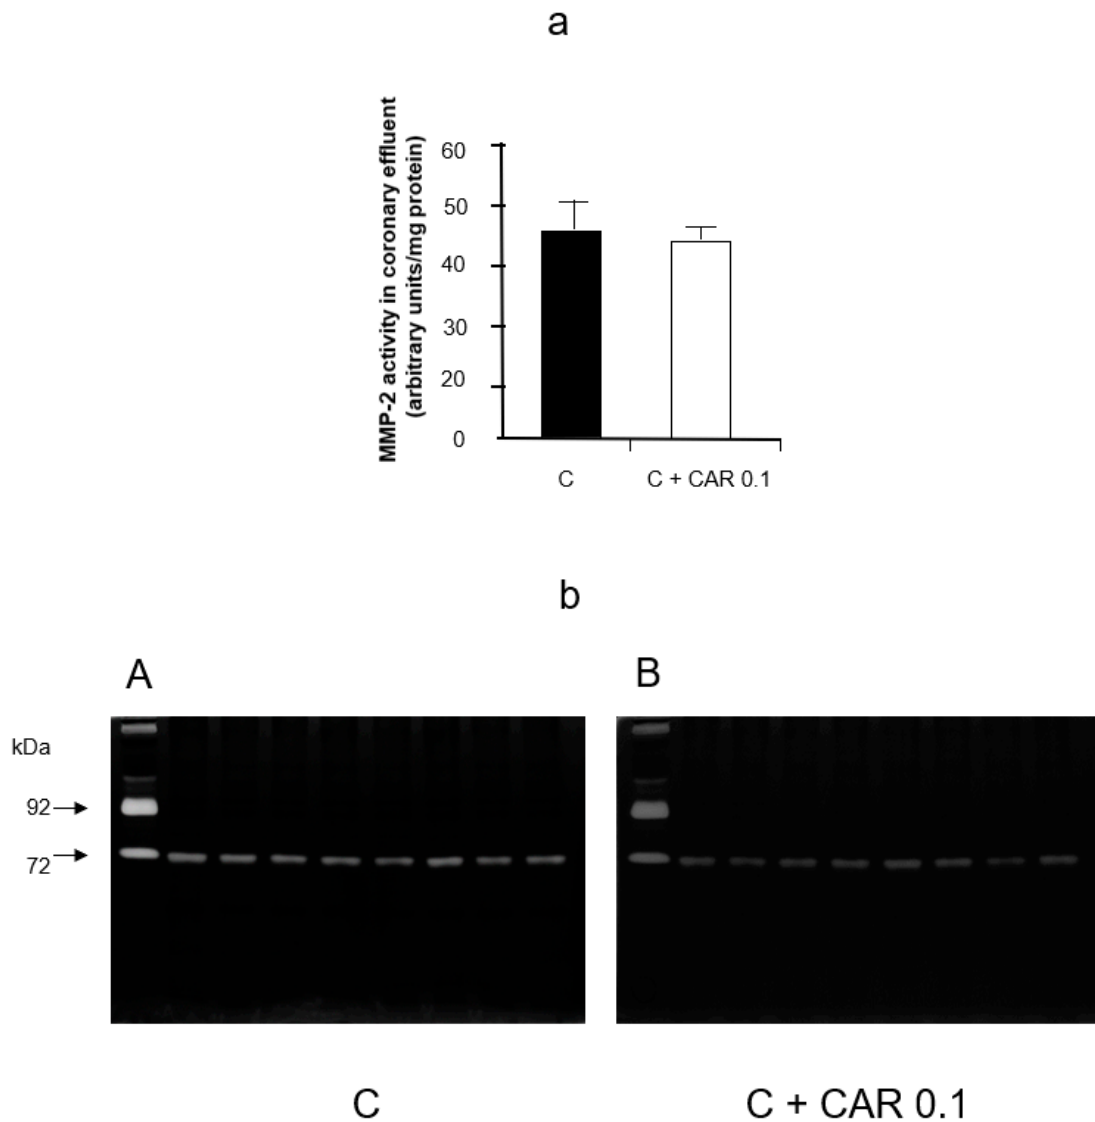 a
MMP-2 activity in coronary effluent
(arbitrary units/mg protein)
60
50
40
30
20
0
C
C + CAR 0.1
b
A
B
kDa
92
72
C
C + CAR 0.1